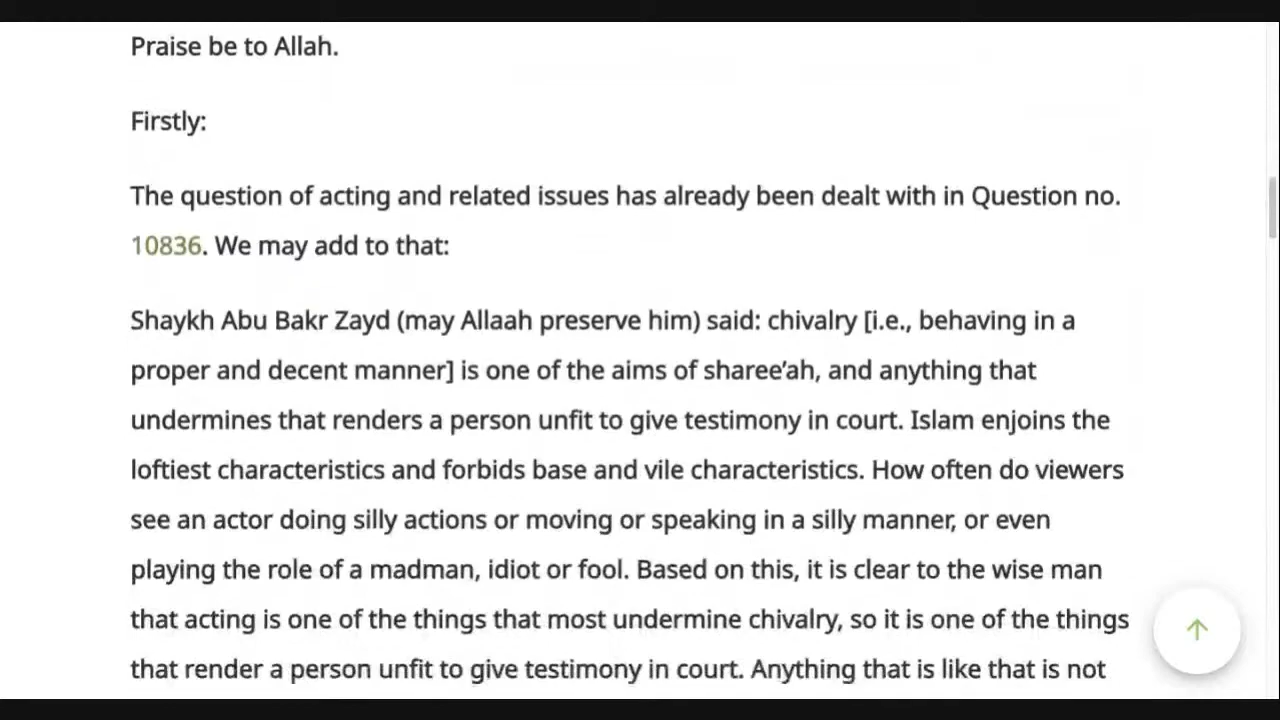 Praise be to Allah.
Firstly:
The question of acting and related issues has already been dealt with in Question no.
10836. We may add to that:
Shaykh Abu Bakr Zayd (may Allaah preserve him) said: chivalry [i.e., behaving in a
proper and decent manner] is one of the aims of sharee’ah, and anything that
undermines that renders a person unfit to give testimony in court. Islam enjoins the
loftiest characteristics and forbids base and vile characteristics. How often do viewers
see an actor doing silly actions or moving or speaking in a silly manner, or even
playing the role of a madman, idiot or fool. Based on this, it is clear to the wise man
that acting is one of the things that most undermine chivalry, so it is one of the things
that render a person unfit to give testimony in court. Anything that is like that is not